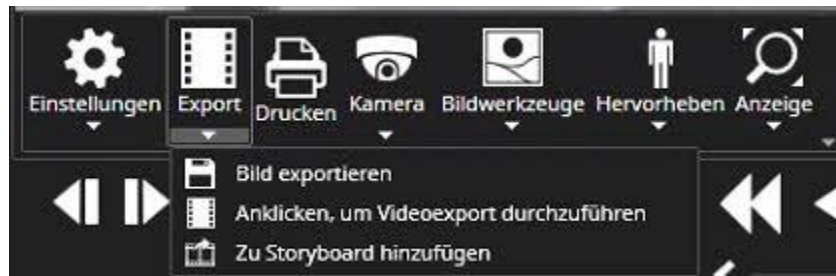 Einstellungen Export Drucken Kamera Bildwerkzeuge Hervorheben Anzeige
Bild exportieren
Anklicken, um Videoexport durchzuführen
Zu Storyboard hinzufügen